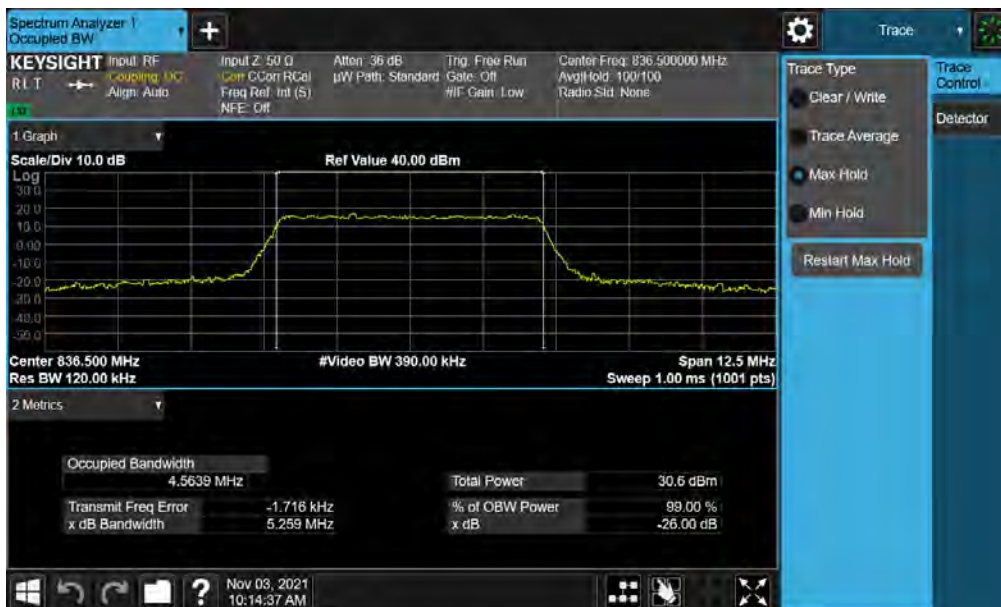 Spectrum Analyzer 1
Occupied BW
+
Trace
KEYSIGHT
RLT
Input: RF
Coupling: DC
Align: Auto
Input Z: 50 Ω
Corr CCorr RCal
Freq Ref: Int (S)
NFE: Off
Atten: 36 dB
µW Path: Standard
Trig: Free Run
Gate: Off
#IF Gain: Low
Center Freq: 836.500000 MHz
Avg|Hold: 100/100
Radio Std: None
1 Graph
Scale/Div 10.0 dB
Ref Value 40.00 dBm
Log
30.0
20.0
10.0
0.00
-10.0
-20.0
-30.0
-40.0
-50.0
Center 836.500 MHz
#Video BW 390.00 kHz
Span 12.5 MHz
Res BW 120.00 kHz
Sweep 1.00 ms (1001 pts)
2 Metrics
Occupied Bandwidth
4.5639 MHz
Total Power
30.6 dBm
Transmit Freq Error
-1.716 kHz
% of OBW Power
99.00 %
x dB Bandwidth
5.259 MHz
x dB
-26.00 dB
Trace Type
Clear / Write
Trace Average
Max Hold
Min Hold
Restart Max Hold
Trace
Control
Detector
?
Nov 03, 2021
10:14:37 AM